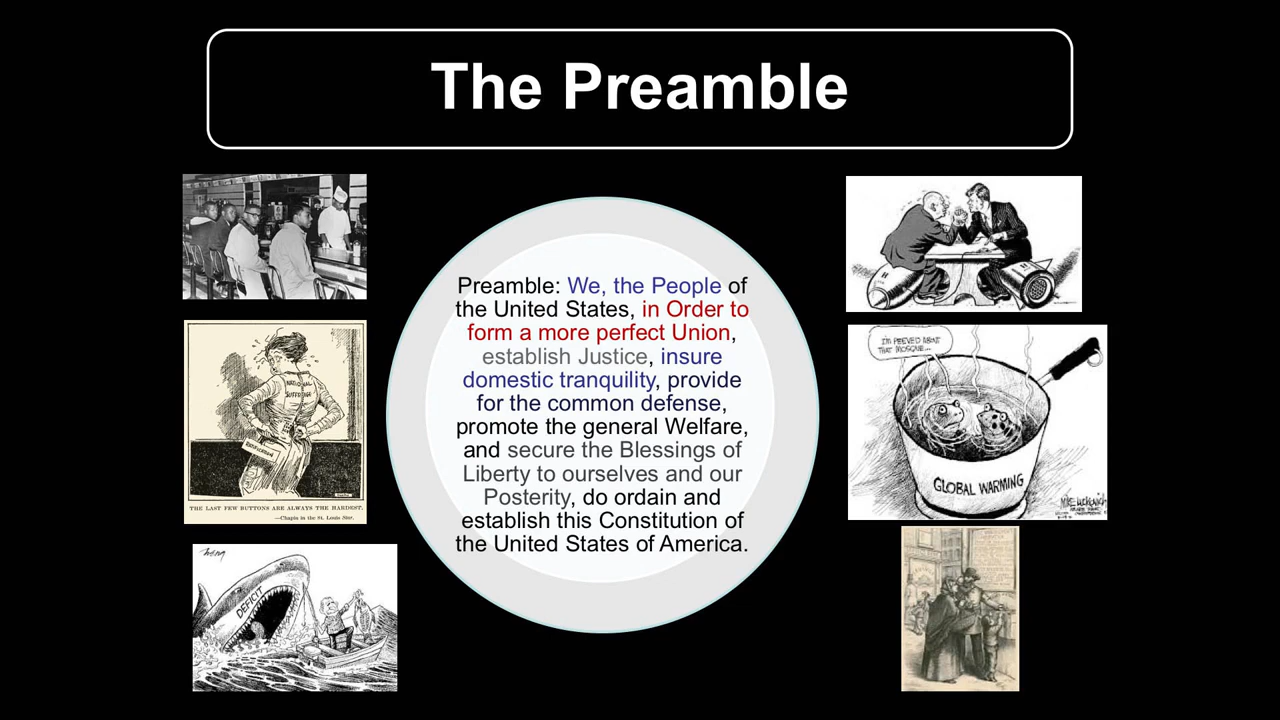 The Preamble
Preamble: We, the People of
the United States, in Order to
form a more perfect Union,
establish Justice, insure
domestic tranquility, provide
for the common defense,
promote the general Welfare,
and secure the Blessings of
Liberty to ourselves and our
Posterity, do ordain and
establish this Constitution of
the United States of America.
NATIONAL
SUFFRAGE
RATIFICATION
THE LAST FEW BUTTONS ARE ALWAYS THE HARDEST.
—Chapin in the St. Louis Star.
DEFICIT
H
H
I'M PEEVED ABOUT
THAT MOSQUE...
GLOBAL WARMING